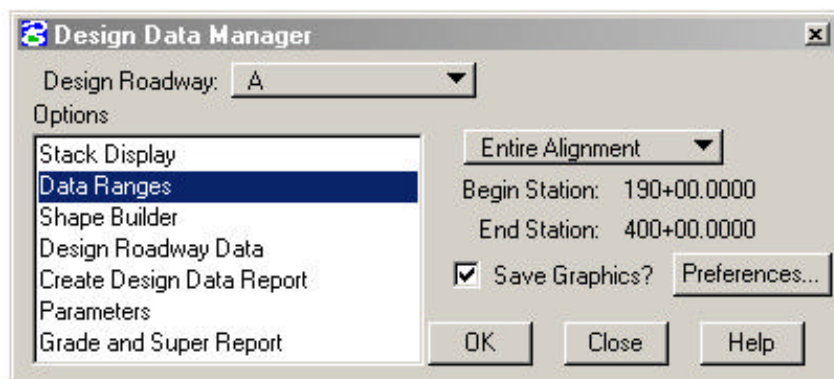 Design Data Manager
Design Roadway: A
Options
Stack Display
Data Ranges
Shape Builder
Design Roadway Data
Create Design Data Report
Parameters
Grade and Super Report
Entire Alignment
Begin Station: 190+00.0000
End Station: 400+00.0000
Save Graphics? Preferences...
OK Close Help